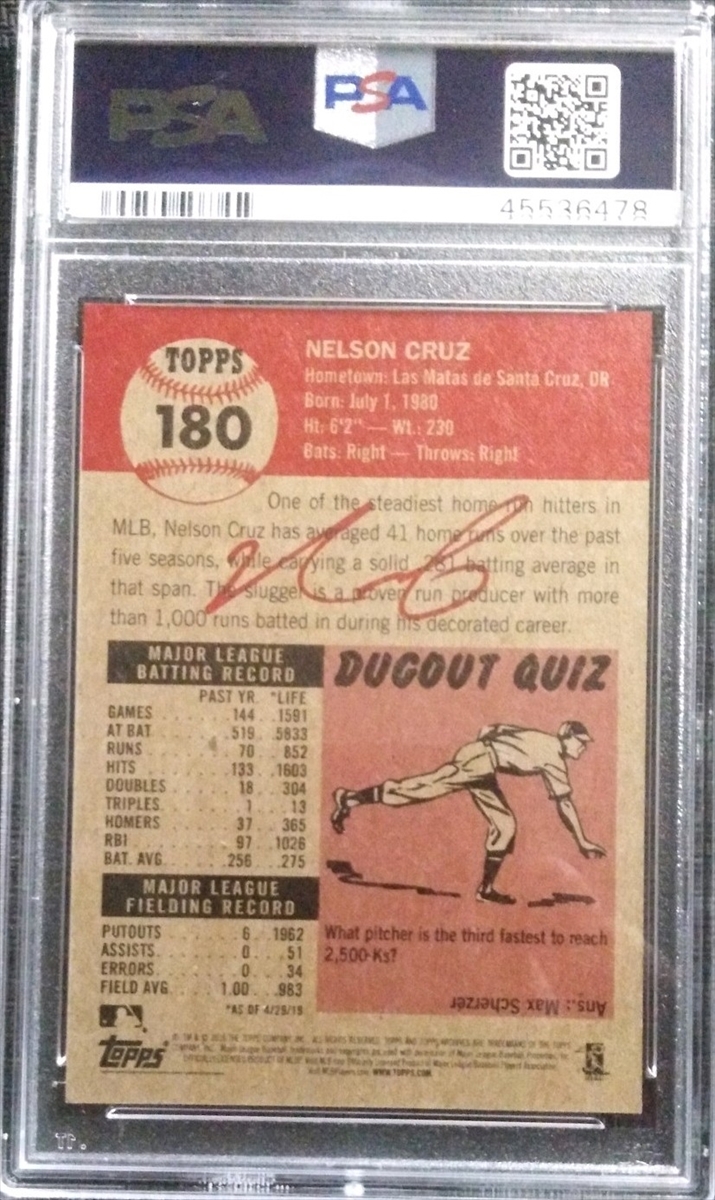 PSA
PSA
45536478
TOPPS
180
NELSON CRUZ
Hometown: Las Matas de Santa Cruz, DR
Born: July 1, 1980
Ht: 6'2" — Wt.: 230
Bats: Right — Throws: Right
One of the steadiest home run hitters in
MLB, Nelson Cruz has averaged 41 home runs over the past
five seasons, while carrying a solid .281 batting average in
that span. The slugger is a proven run producer with more
than 1,000 runs batted in during his decorated career.
MAJOR LEAGUE
BATTING RECORD
PAST YR. *LIFE
GAMES 144 1591
AT BAT 519 5833
RUNS 70 852
HITS 133 1603
DOUBLES 18 304
TRIPLES 1 13
HOMERS 37 365
RBI 97 1026
BAT. AVG. .256 .275
MAJOR LEAGUE
FIELDING RECORD
PUTOUTS 6 1962
ASSISTS 0 51
ERRORS 0 34
FIELD AVG. 1.00 .983
*AS OF 4/29/19
DUGOUT QUIZ
What pitcher is the third fastest to reach
2,500 Ks?
Ans.: Max Scherzer
Topps
WWW.TOPPS.COM